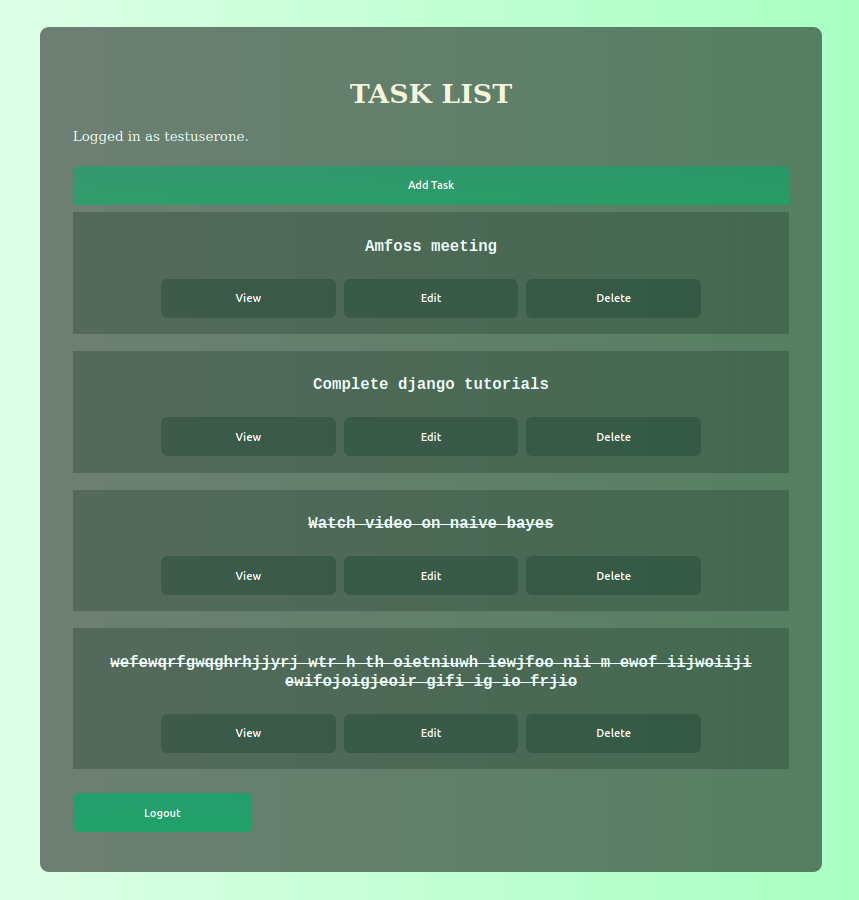 TASK LIST
Logged in as testuserone.
Add Task
Amfoss meeting
View Edit Delete
Complete django tutorials
View Edit Delete
Watch video on naive bayes
View Edit Delete
wefewqrfgwqghrhjjyrj wtr h th oietniuwh iewjfoo nii m ewof iijwoiiji
ewifojoigjeoir gifi ig io frjio
View Edit Delete
Logout